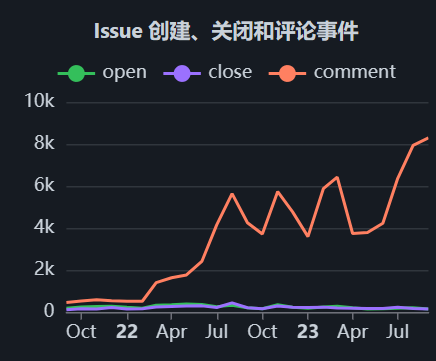 Issue 创建、关闭和评论事件
open close comment
10k
8k
6k
4k
2k
0
Oct 22 Apr Jul Oct 23 Apr Jul